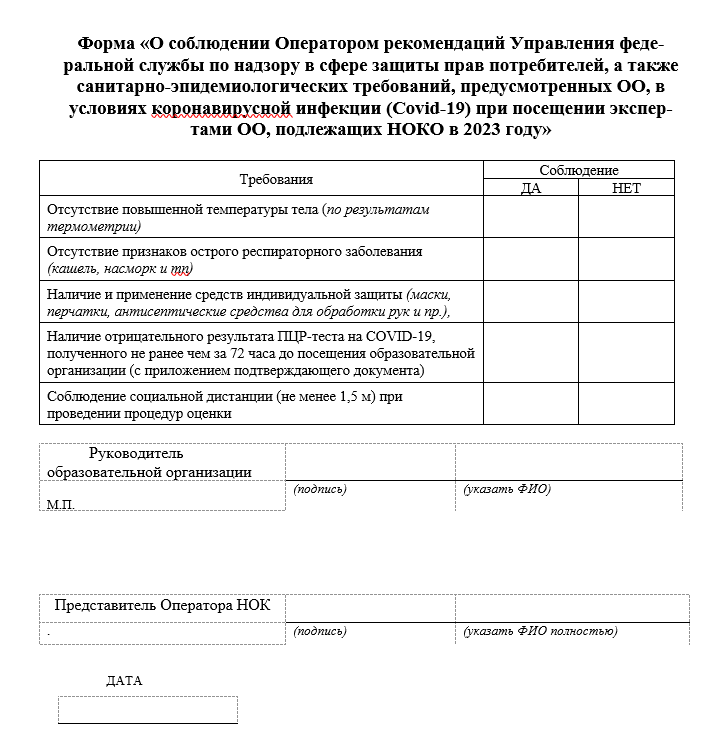 Форма «О соблюдении Оператором рекомендаций Управления феде-
ральной службы по надзору в сфере защиты прав потребителей, а также
санитарно-эпидемиологических требований, предусмотренных ОО, в
условиях коронавирусной инфекции (Covid-19) при посещении экспер-
тами ОО, подлежащих НОКО в 2023 году»
Требования
Соблюдение
ДА НЕТ
Отсутствие повышенной температуры тела (по результатам
термометрии)
Отсутствие признаков острого респираторного заболевания
(кашель, насморк и тп)
Наличие и применение средств индивидуальной защиты (маски,
перчатки, антисептические средства для обработки рук и пр.),
Наличие отрицательного результата ПЦР-теста на COVID-19,
полученного не ранее чем за 72 часа до посещения образовательной
организации (с приложением подтверждающего документа)
Соблюдение социальной дистанции (не менее 1,5 м) при
проведении процедур оценки
Руководитель
образовательной организации
(подпись) (указать ФИО)
М.П.
Представитель Оператора НОК
. (подпись) (указать ФИО полностью)
ДАТА